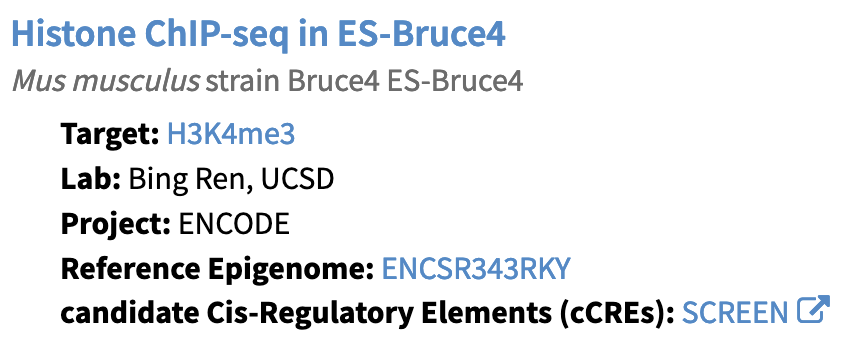 Histone ChIP-seq in ES-Bruce4
Mus musculus strain Bruce4 ES-Bruce4
Target: H3K4me3
Lab: Bing Ren, UCSD
Project: ENCODE
Reference Epigenome: ENCSR343RKY
candidate Cis-Regulatory Elements (cCREs): SCREEN